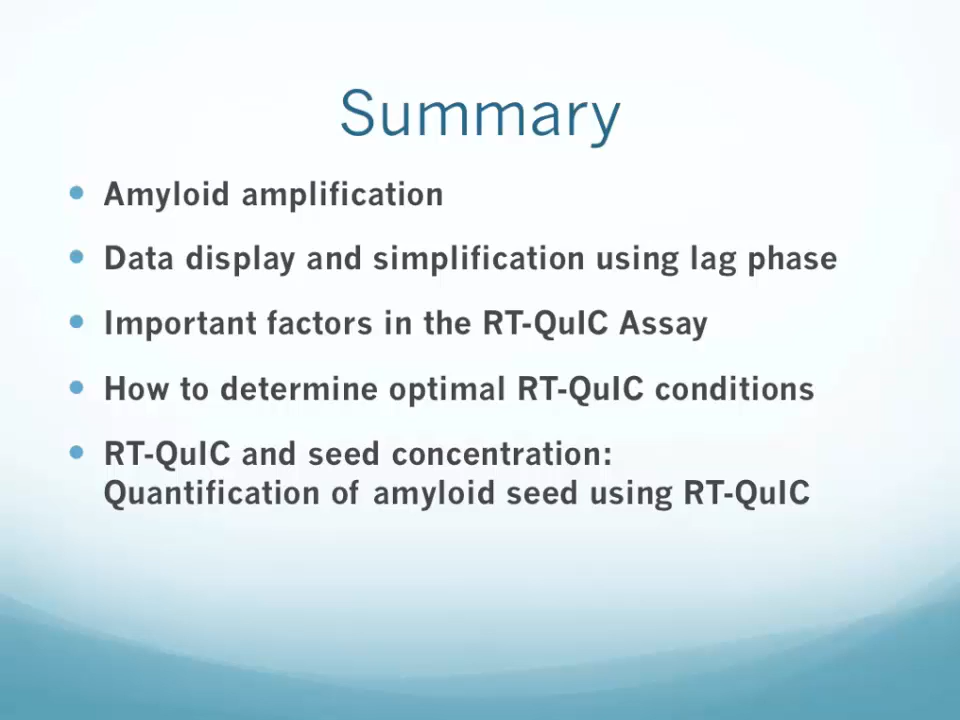 Summary
Amyloid amplification
Data display and simplification using lag phase
Important factors in the RT-QuIC Assay
How to determine optimal RT-QuIC conditions
RT-QuIC and seed concentration:
Quantification of amyloid seed using RT-QuIC